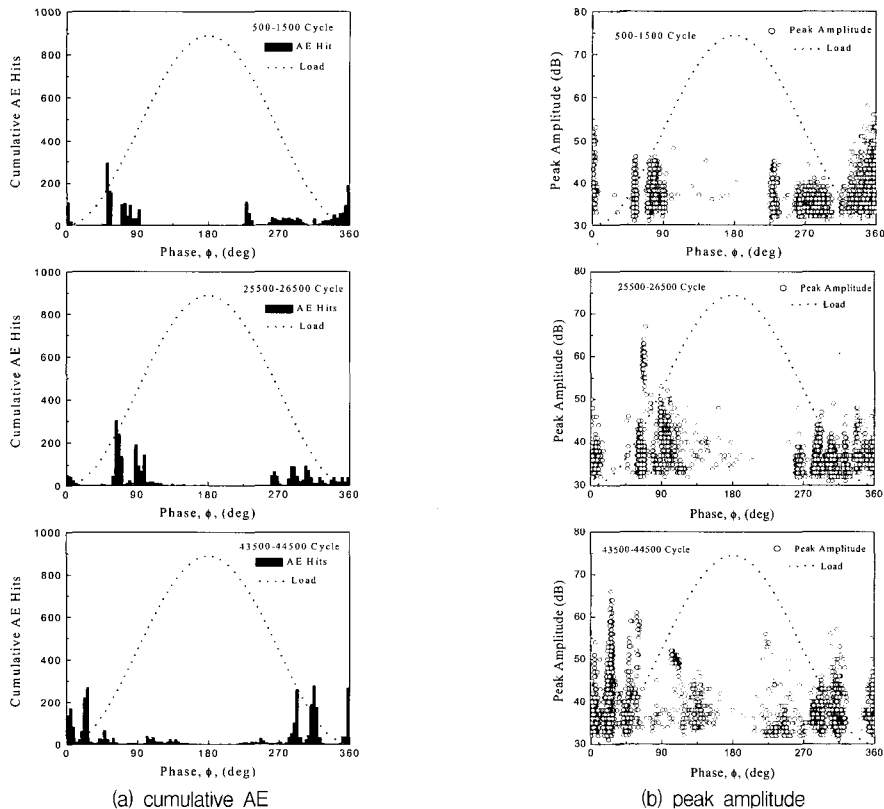 500-1500 Cycle
AE Hit
Load
Cumulative AE Hits
1000
800
600
400
200
0
0
90
180
270
360
Phase, ϕ, (deg)
500-1500 Cycle
Peak Amplitude
Load
Peak Amplitude (dB)
80
70
60
50
40
30
0
90
180
270
360
Phase, ϕ, (deg)
25500-26500 Cycle
AE Hits
Load
Cumulative AE Hits
1000
800
600
400
200
0
0
90
180
270
360
Phase, ϕ, (deg)
25500-26500 Cycle
Peak Amplitude
Load
Peak Amplitude (dB)
80
70
60
50
40
30
0
90
180
270
360
Phase, ϕ, (deg)
43500-44500 Cycle
AE Hits
Load
Cumulative AE Hits
1000
800
600
400
200
0
0
90
180
270
360
Phase, ϕ, (deg)
43500-44500 Cycle
Peak Amplitude
Load
Peak Amplitude (dB)
80
70
60
50
40
30
0
90
180
270
360
Phase, ϕ, (deg)
(a) cumulative AE
(b) peak amplitude